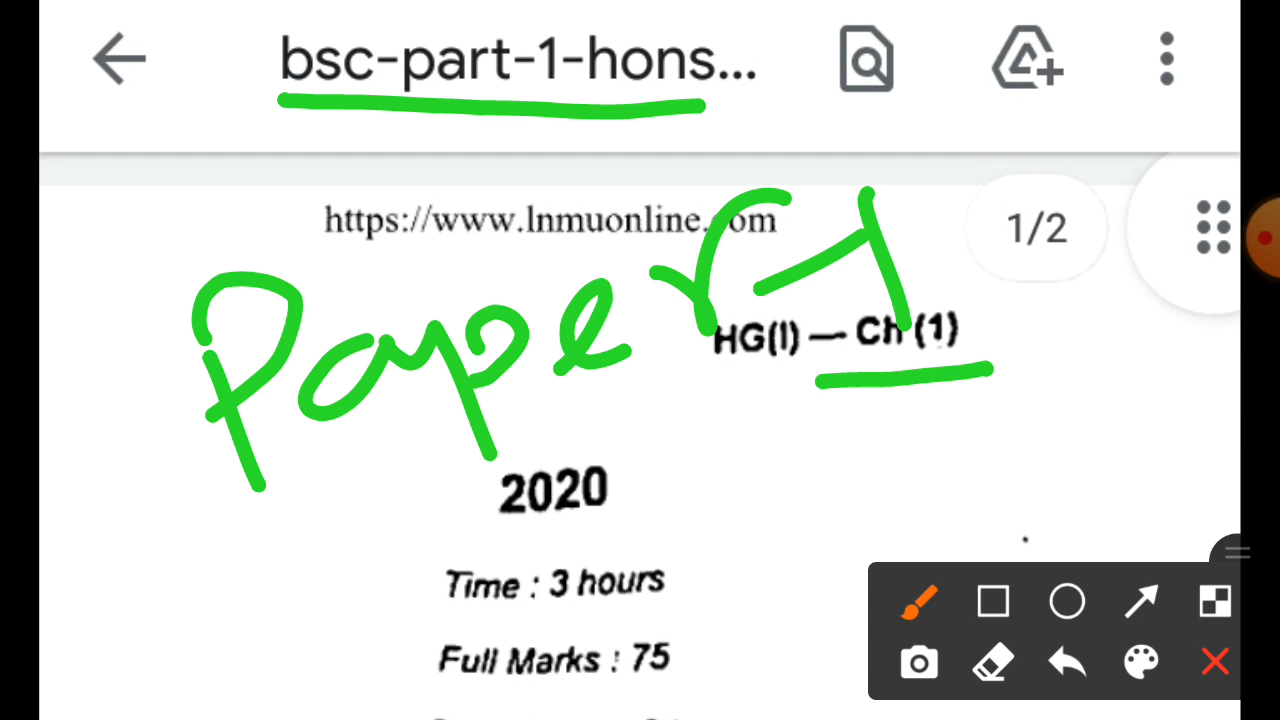 bsc-part-1-hons...
https://www.lnmuonline.com
1/2
Paper-1
HG(I) — Ch (1)
2020
Time : 3 hours
Full Marks : 75